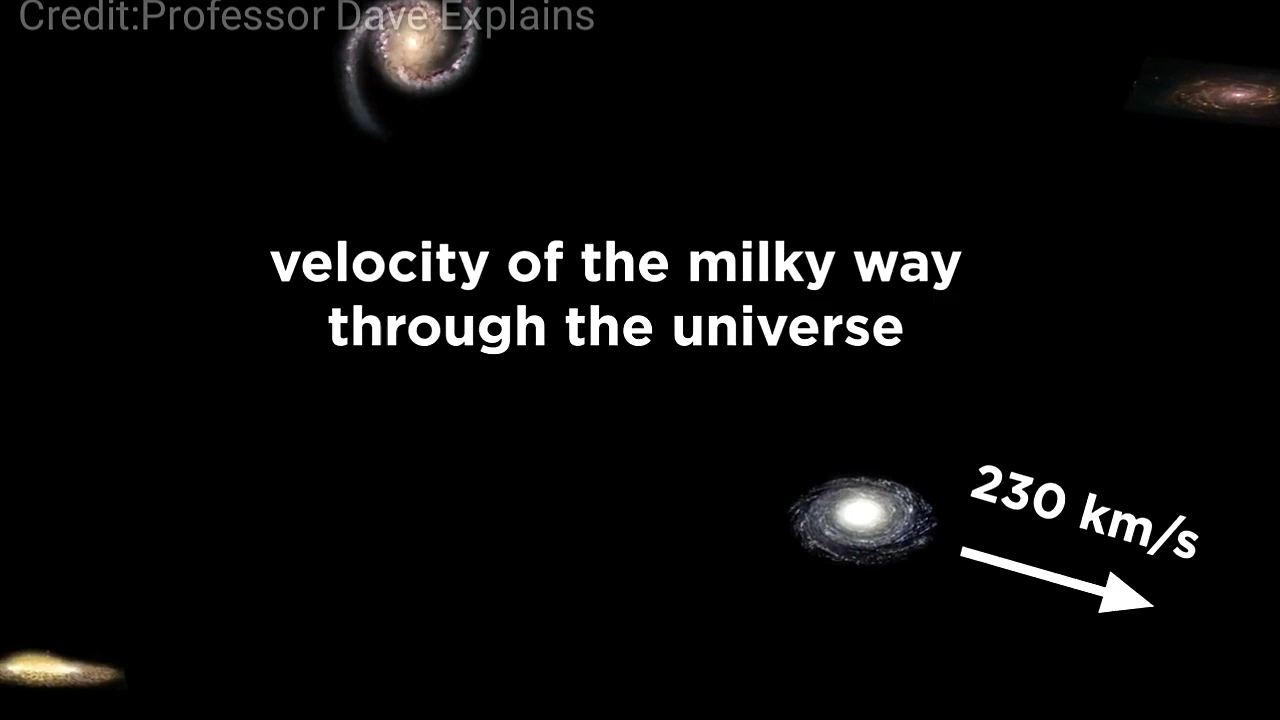 Credit:Professor Dave Explains
velocity of the milky way
through the universe
230 km/s